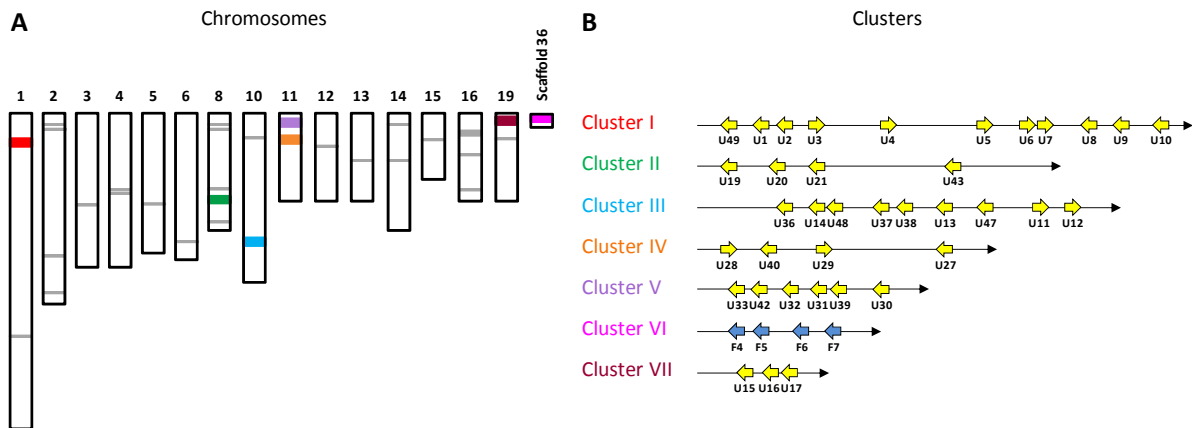 A
Chromosomes
1 2 3 4 5 6 8 10 11 12 13 14 15 16 19 Scaffold 36
B
Clusters
Cluster I
U49 U1 U2 U3 U4 U5 U6 U7 U8 U9 U10
Cluster II
U19 U20 U21 U43
Cluster III
U36 U14 U48 U37 U38 U13 U47 U11 U12
Cluster IV
U28 U40 U29 U27
Cluster V
U33 U42 U32 U31 U39 U30
Cluster VI
F4 F5 F6 F7
Cluster VII
U15 U16 U17